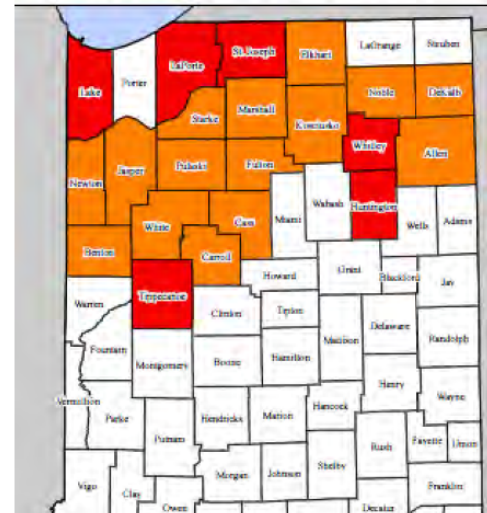 LaGrange
Steuben
St. Joseph
Elkhart
LaPorte
Lake
Porter
Noble
DeKalb
Marshall
Starke
Kosciusko
Whitley
Allen
Jasper
Pulaski
Fulton
Newton
Huntington
Wabash
Miami
Wells
Adams
White
Cass
Carroll
Benton
Howard
Grant
Blackford
Jay
Tippecanoe
Warren
Clinton
Tipton
Delaware
Madison
Randolph
Fountain
Montgomery
Boone
Hamilton
Henry
Wayne
Vermillion
Parke
Hendricks
Marion
Hancock
Putnam
Rush
Fayette
Union
Shelby
Morgan
Johnson
Franklin
Vigo
Clay
Owen
Decatur